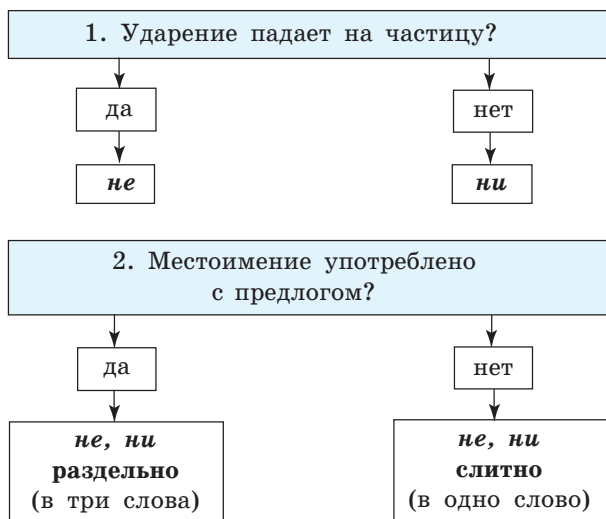 1. Ударение падает на частицу?
да
нет
не
ни
2. Местоимение употреблено
с предлогом?
да
нет
не, ни
раздельно
(в три слова)
не, ни
слитно
(в одно слово)